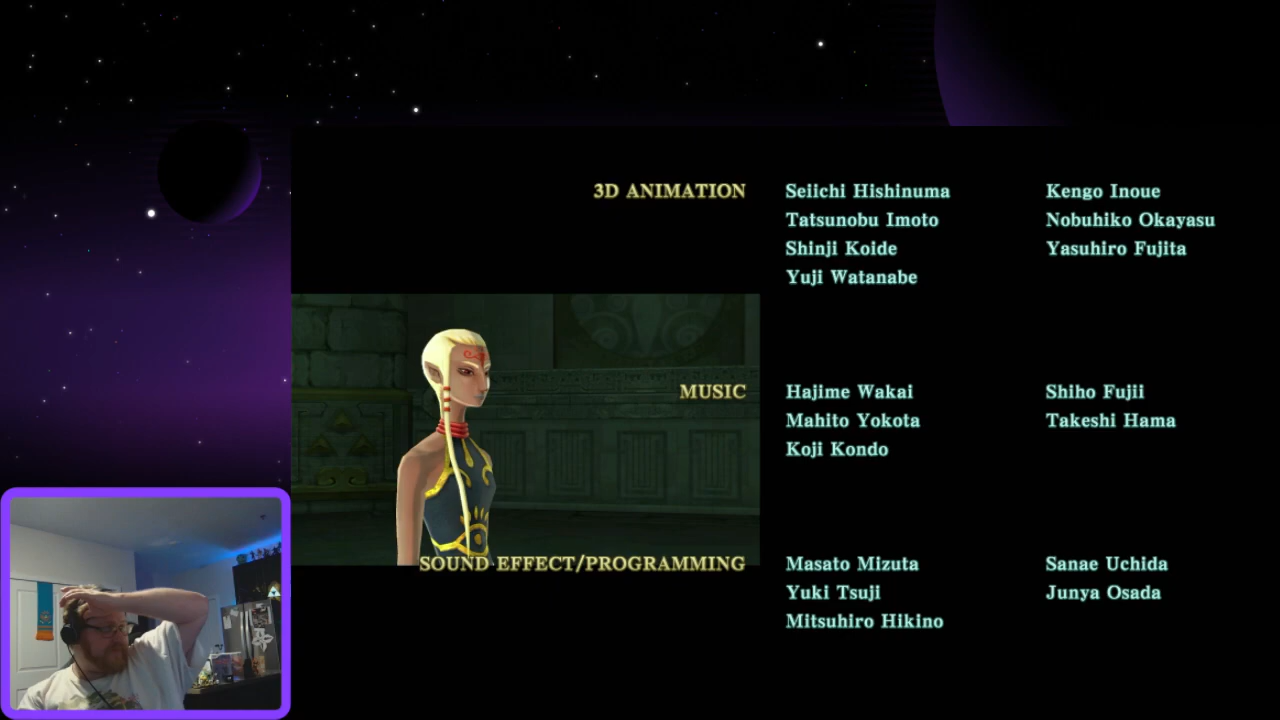 3D ANIMATION
Seiichi Hishinuma Kengo Inoue
Tatsunobu Imoto Nobuhiko Okayasu
Shinji Koide Yasuhiro Fujita
Yuji Watanabe
MUSIC
Hajime Wakai Shiho Fujii
Mahito Yokota Takeshi Hama
Koji Kondo
SOUND EFFECT/PROGRAMMING
Masato Mizuta Sanae Uchida
Yuki Tsuji Junya Osada
Mitsuhiro Hikino